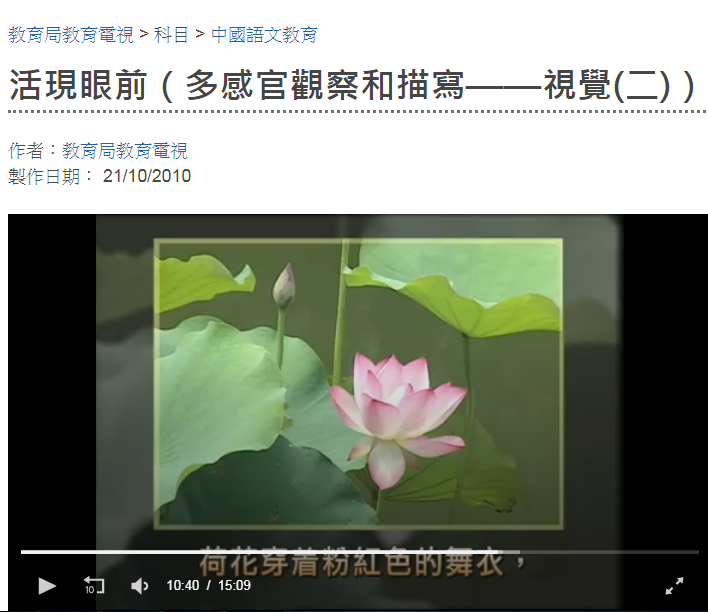 教育局教育電視 > 科目 > 中國語文教育
活現眼前（多感官觀察和描寫——視覺(二)）
作者：教育局教育電視
製作日期： 21/10/2010
荷花穿着粉紅色的舞衣，
10
10:40 / 15:09